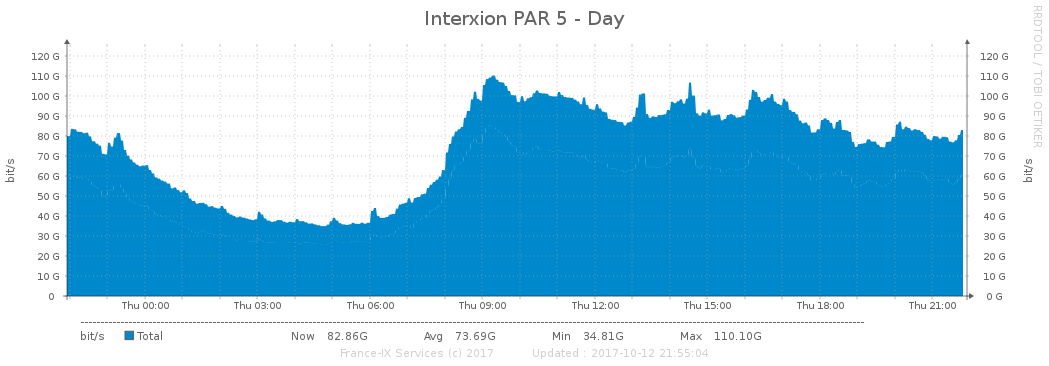 Interxion PAR 5 - Day
RRDTOOL / TOBI OETIKER
bit/s
120 G
110 G
100 G
90 G
80 G
70 G
60 G
50 G
40 G
30 G
20 G
10 G
0
120 G
110 G
100 G
90 G
80 G
70 G
60 G
50 G
40 G
30 G
20 G
10 G
0 G
bit/s
Thu 00:00 Thu 03:00 Thu 06:00 Thu 09:00 Thu 12:00 Thu 15:00 Thu 18:00 Thu 21:00
bit/s Total Now 82.86G Avg 73.69G Min 34.81G Max 110.10G
France-IX Services (c) 2017 Updated : 2017-10-12 21:55:04